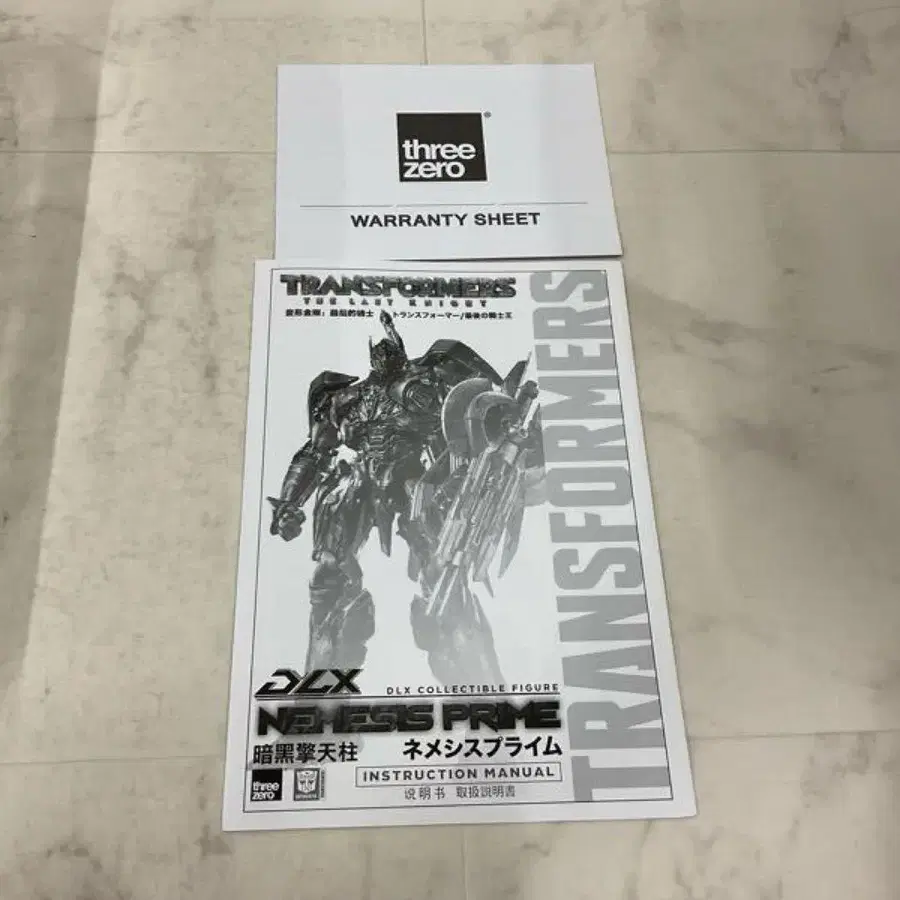 three
zero
®
WARRANTY SHEET
TRANSFORMERS
THE LAST KNIGHT
变形金刚：最后的骑士 トランスフォーマー/最後の騎士王
TRANSFORMERS
DLX
DLX COLLECTIBLE FIGURE
NEMESIS PRIME
暗黑擎天柱 ネメシスプライム
INSTRUCTION MANUAL
three
zero
说明书 取扱説明書